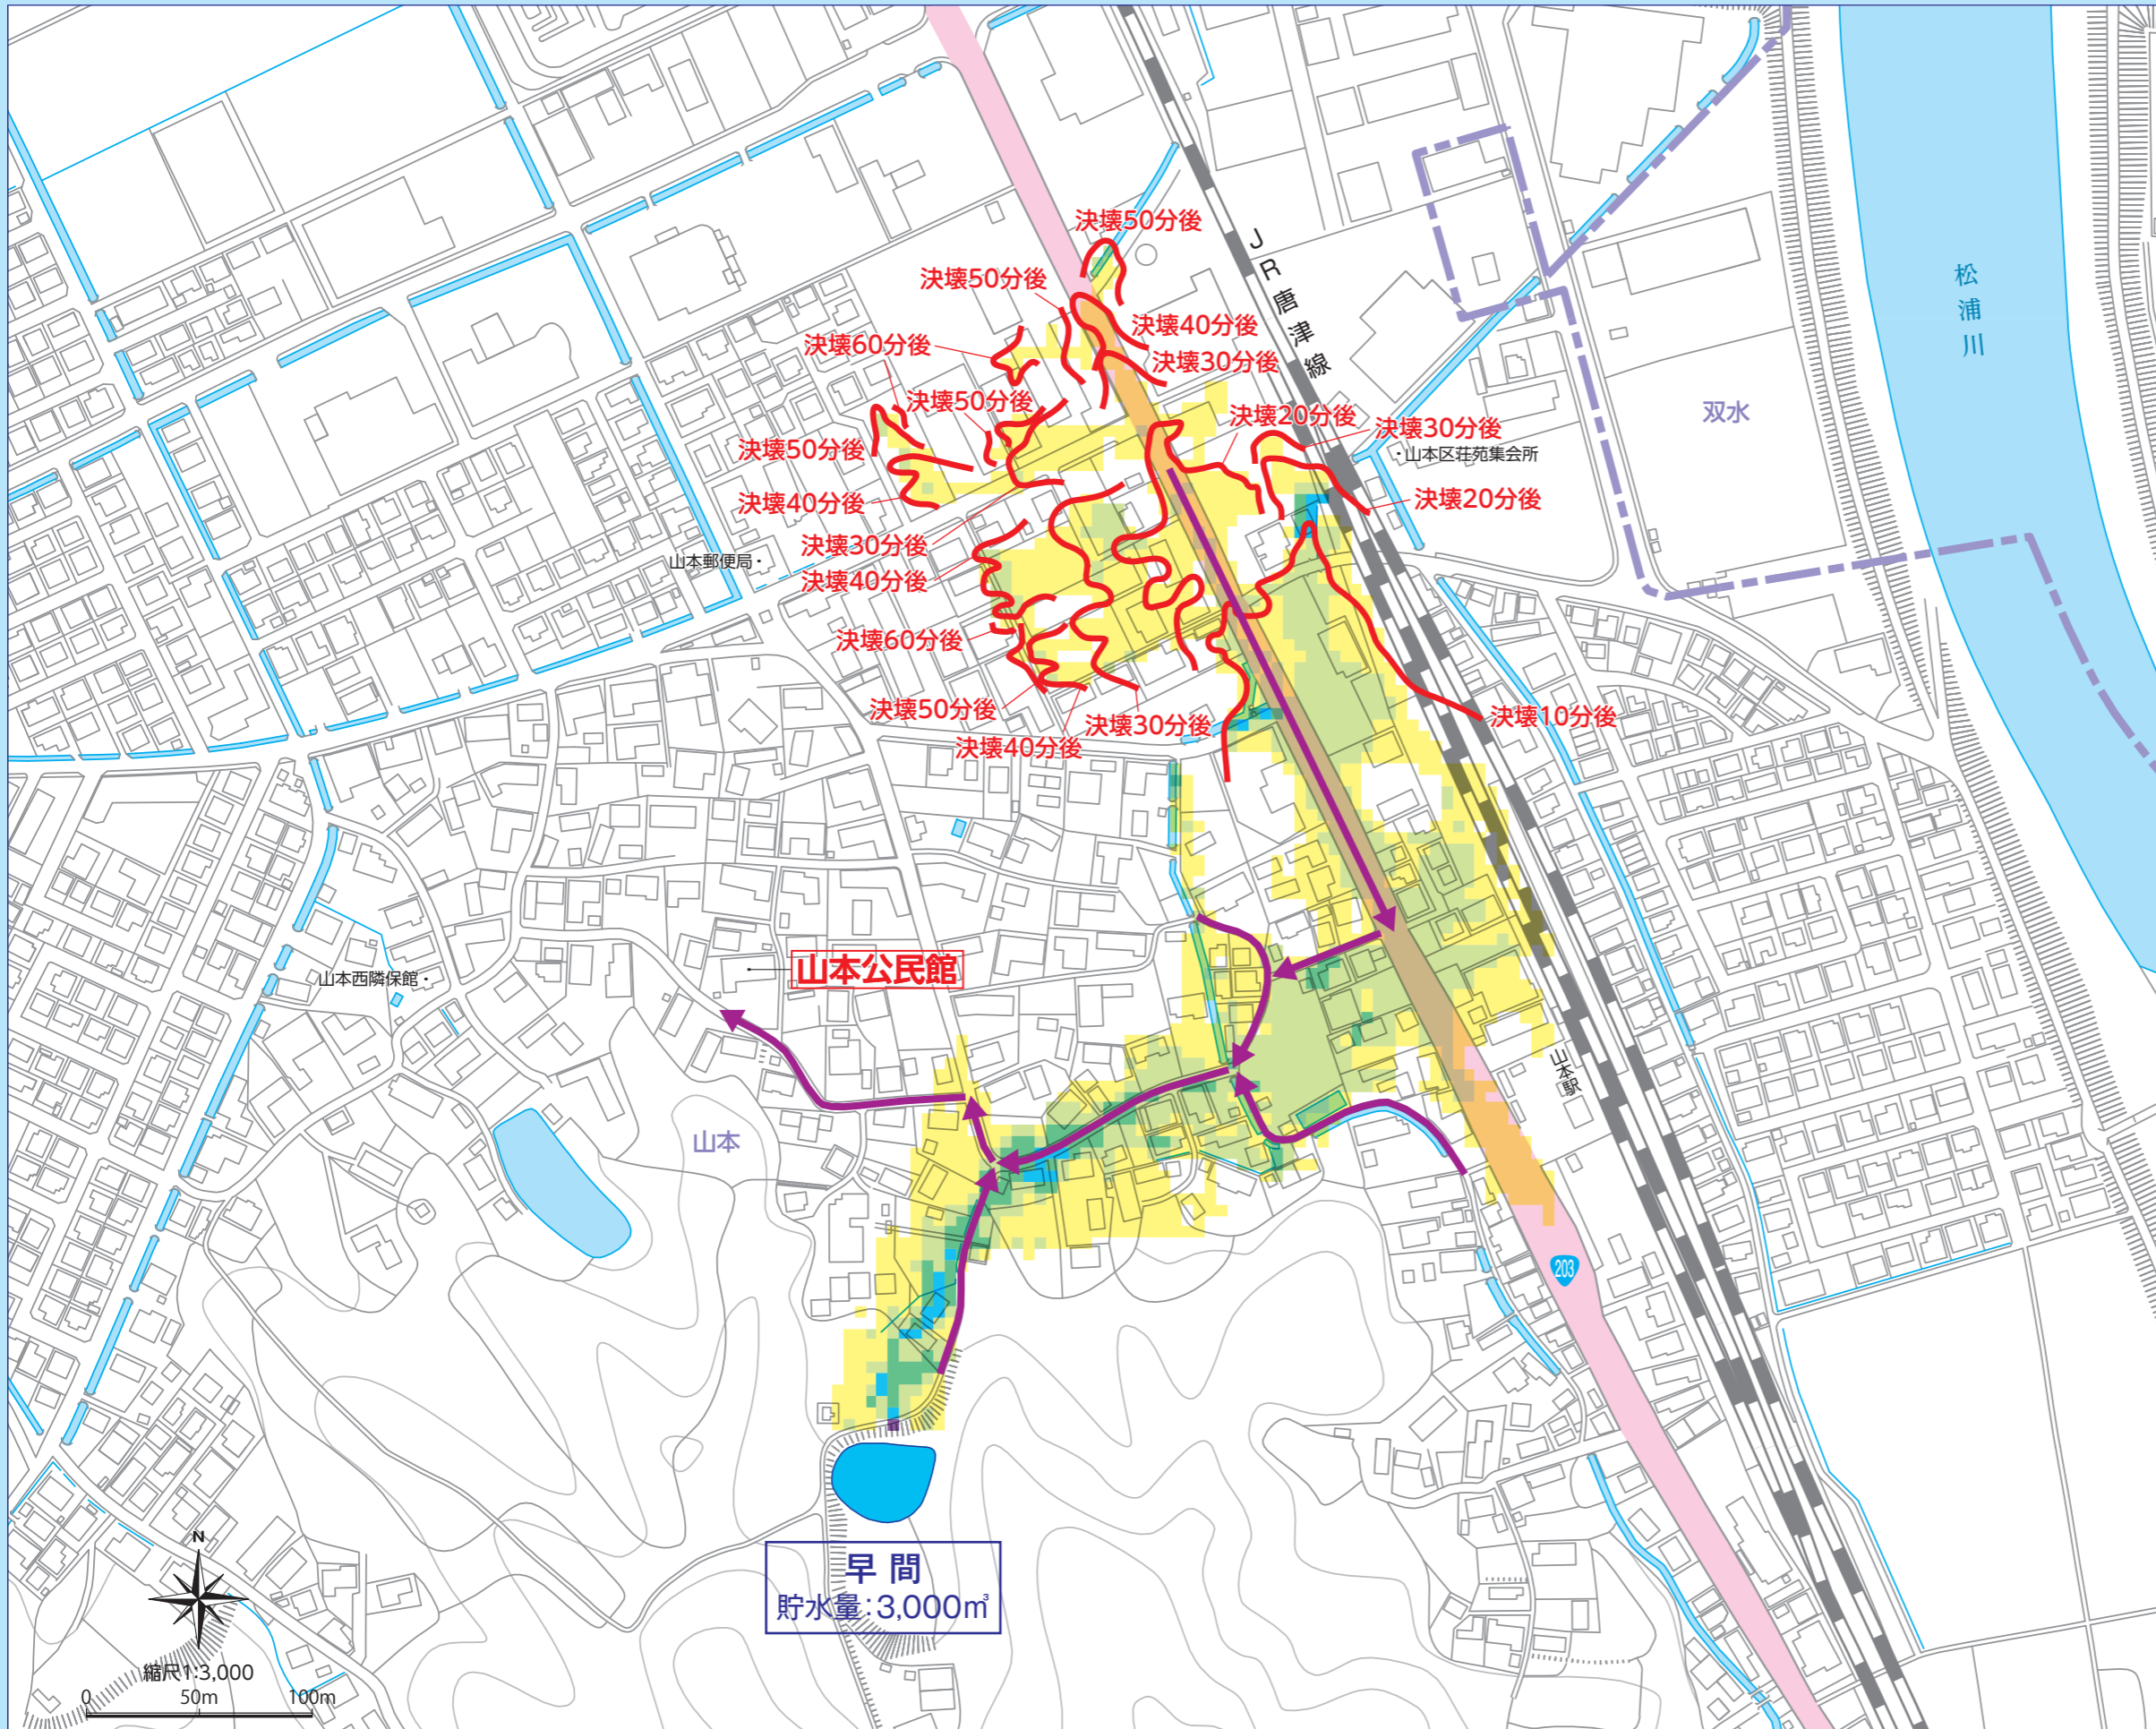 決壊50分後
決壊50分後
決壊40分後
決壊60分後
決壊30分後
決壊50分後
決壊20分後
決壊30分後
決壊50分後
決壊40分後
決壊20分後
決壊30分後
決壊40分後
決壊60分後
決壊50分後
決壊30分後
決壊40分後
決壊10分後
JR唐津線
松浦川
双水
・山本区荘苑集会所
山本郵便局・
山本公民館
山本西隣保館・
山本駅
山本
203
早間
貯水量:3,000㎥
N
縮尺1:3,000
0 50m 100m